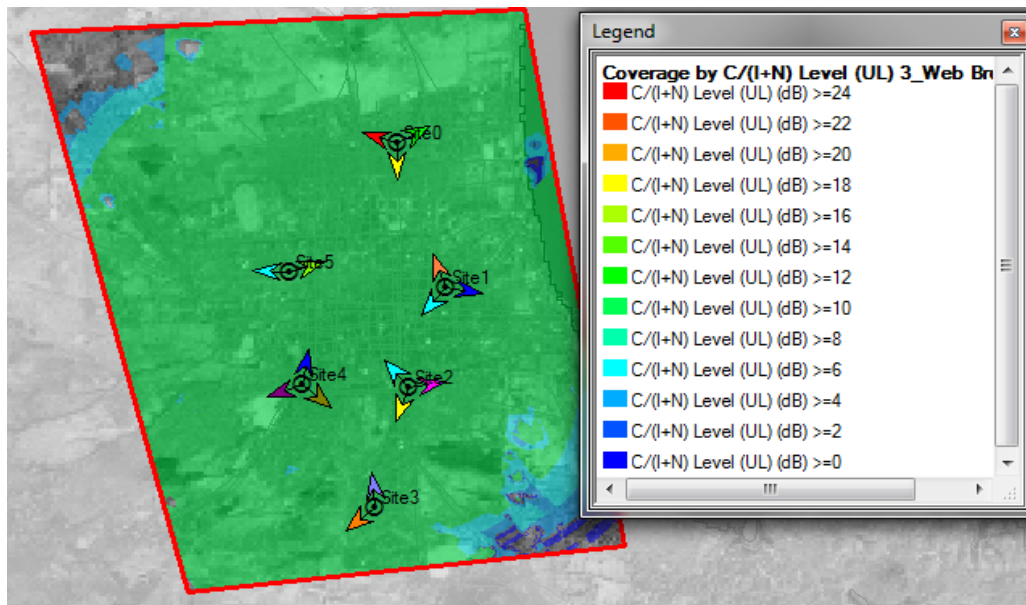 Legend
Coverage by C/(I+N) Level (UL) 3_Web
C/(I+N) Level (UL) (dB) >=24
C/(I+N) Level (UL) (dB) >=22
C/(I+N) Level (UL) (dB) >=20
C/(I+N) Level (UL) (dB) >=18
C/(I+N) Level (UL) (dB) >=16
C/(I+N) Level (UL) (dB) >=14
C/(I+N) Level (UL) (dB) >=12
C/(I+N) Level (UL) (dB) >=10
C/(I+N) Level (UL) (dB) >=8
C/(I+N) Level (UL) (dB) >=6
C/(I+N) Level (UL) (dB) >=4
C/(I+N) Level (UL) (dB) >=2
C/(I+N) Level (UL) (dB) >=0
Site0
Site5
Site1
Site4
Site2
Site3